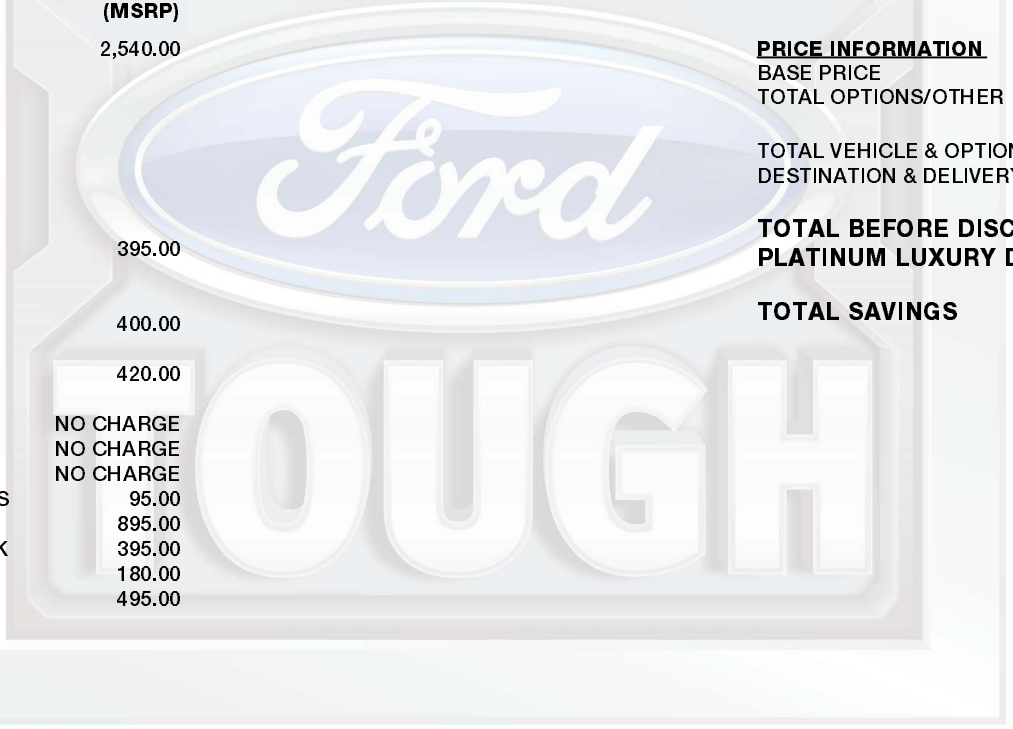 (MSRP)
2,540.00
395.00
400.00
420.00
NO CHARGE
NO CHARGE
NO CHARGE
S 95.00
895.00
K 395.00
180.00
495.00
PRICE INFORMATION
BASE PRICE
TOTAL OPTIONS/OTHER
TOTAL VEHICLE & OPTION
DESTINATION & DELIVERY
TOTAL BEFORE DISC
PLATINUM LUXURY D
TOTAL SAVINGS
Ford
TOUGH